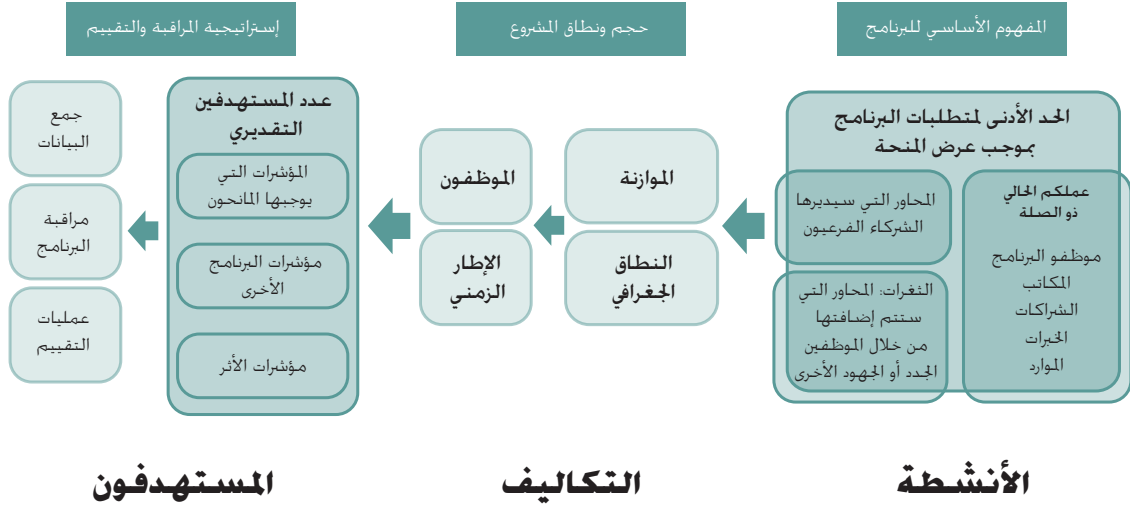 المفهوم الأساسي للبرنامج
حجم ونطاق المشروع
إستراتيجية المراقبة والتقييم
الحد الأدنى لمتطلبات البرنامج
بموجب عرض المنحة
عملكم الحالي
ذو الصلة
موظفو البرنامج
المكاتب
الشراكات
الخبرات
الموارد
المحاور التي سيديرها
الشركاء الفرعيون
الثغرات: المحاور التي
ستتم إضافتها
من خلال الموظفين
الجدد أو الجهود الأخرى
الموازنة
النطاق
الجغرافي
الموظفون
الإطار
الزمني
عدد المستهدفين
التقديري
المؤشرات التي
يوجبها المانحون
مؤشرات البرنامج
الأخرى
مؤشرات الأثر
جمع
البيانات
مراقبة
البرنامج
عمليات
التقييم
الأنشطة
التكاليف
المستهدفون